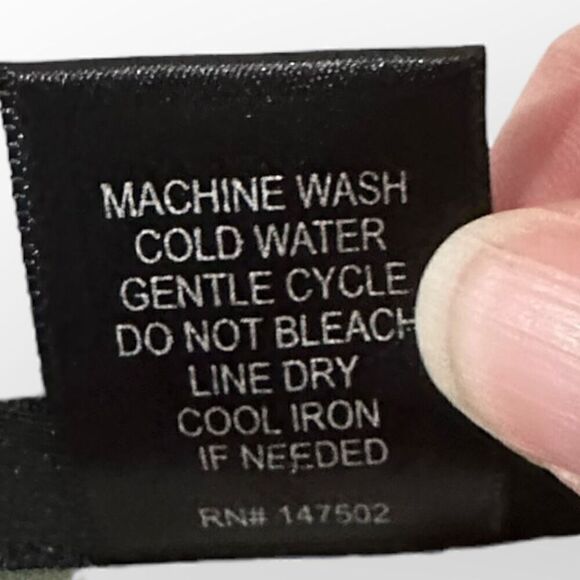 MACHINE WASH
COLD WATER
GENTLE CYCLE
DO NOT BLEACH
LINE DRY
COOL IRON
IF NEEDED
RN# 147502